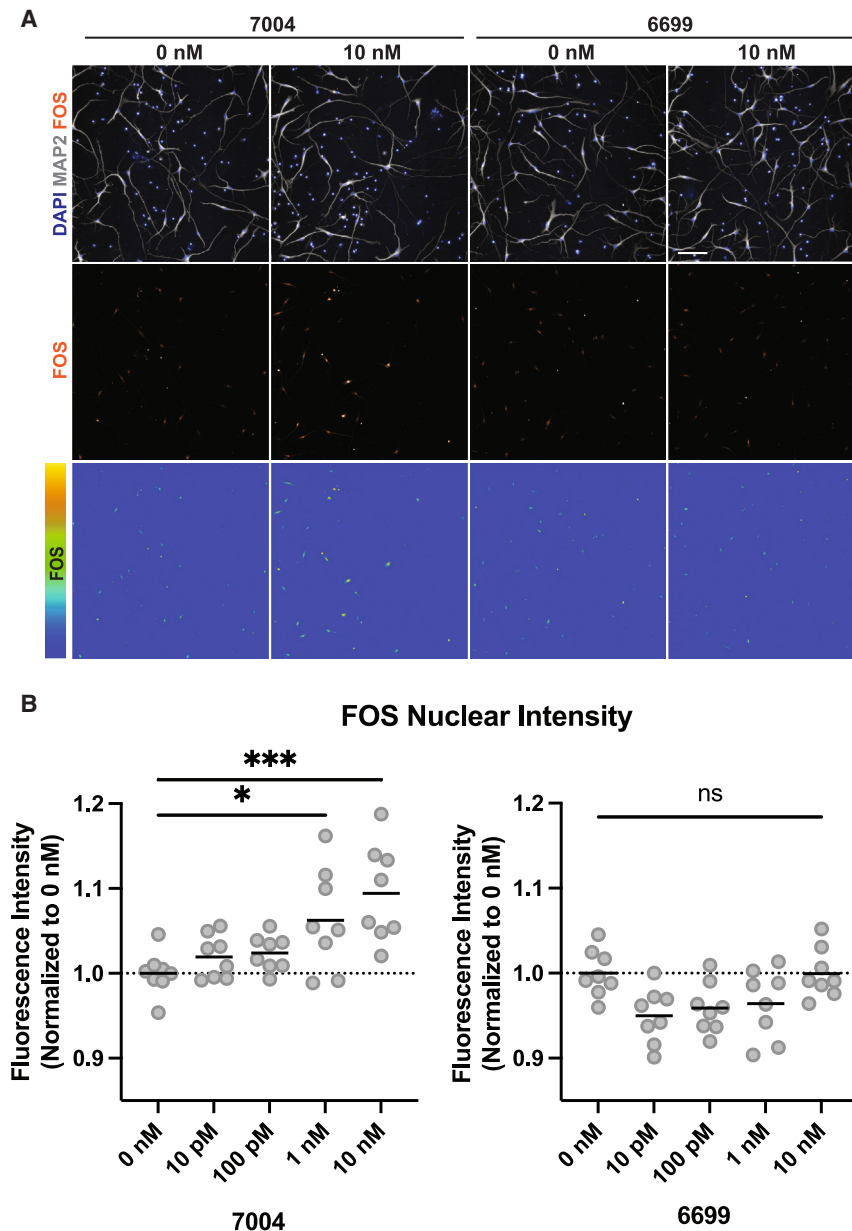 A
7004
6699
0 nM
10 nM
0 nM
10 nM
DAPI MAP2 FOS
FOS
FOS
B
FOS Nuclear Intensity
***
*
ns
Fluorescence Intensity
(Normalized to 0 nM)
1.2
1.1
1.0
0.9
0 nM
10 pM
100 pM
1 nM
10 nM
7004
Fluorescence Intensity
(Normalized to 0 nM)
1.2
1.1
1.0
0.9
0 nM
10 pM
100 pM
1 nM
10 nM
6699